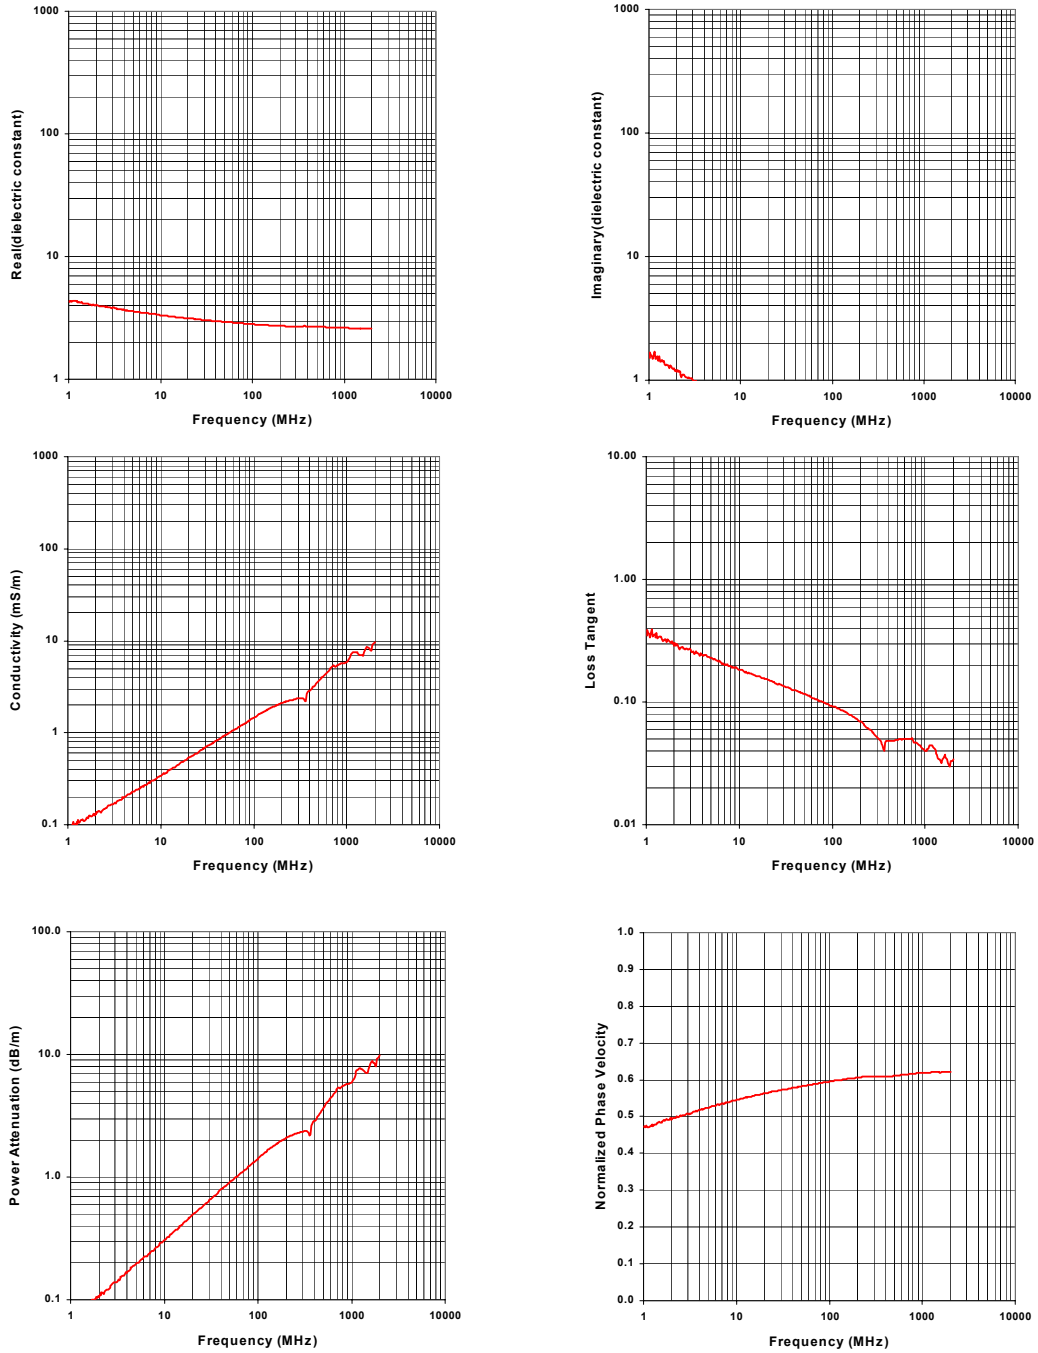 1000
100
10
1
Real(dielectric constant)
1 10 100 1000 10000
Frequency (MHz)
1000
100
10
1
Imaginary(dielectric constant)
1 10 100 1000 10000
Frequency (MHz)
1000
100
10
1
0.1
Conductivity (mS/m)
1 10 100 1000 10000
Frequency (MHz)
10.00
1.00
0.10
0.01
Loss Tangent
1 10 100 1000 10000
Frequency (MHz)
100.0
10.0
1.0
0.1
Power Attenuation (dB/m)
1 10 100 1000 10000
Frequency (MHz)
1.0
0.9
0.8
0.7
0.6
0.5
0.4
0.3
0.2
0.1
0.0
Normalized Phase Velocity
1 10 100 1000 10000
Frequency (MHz)